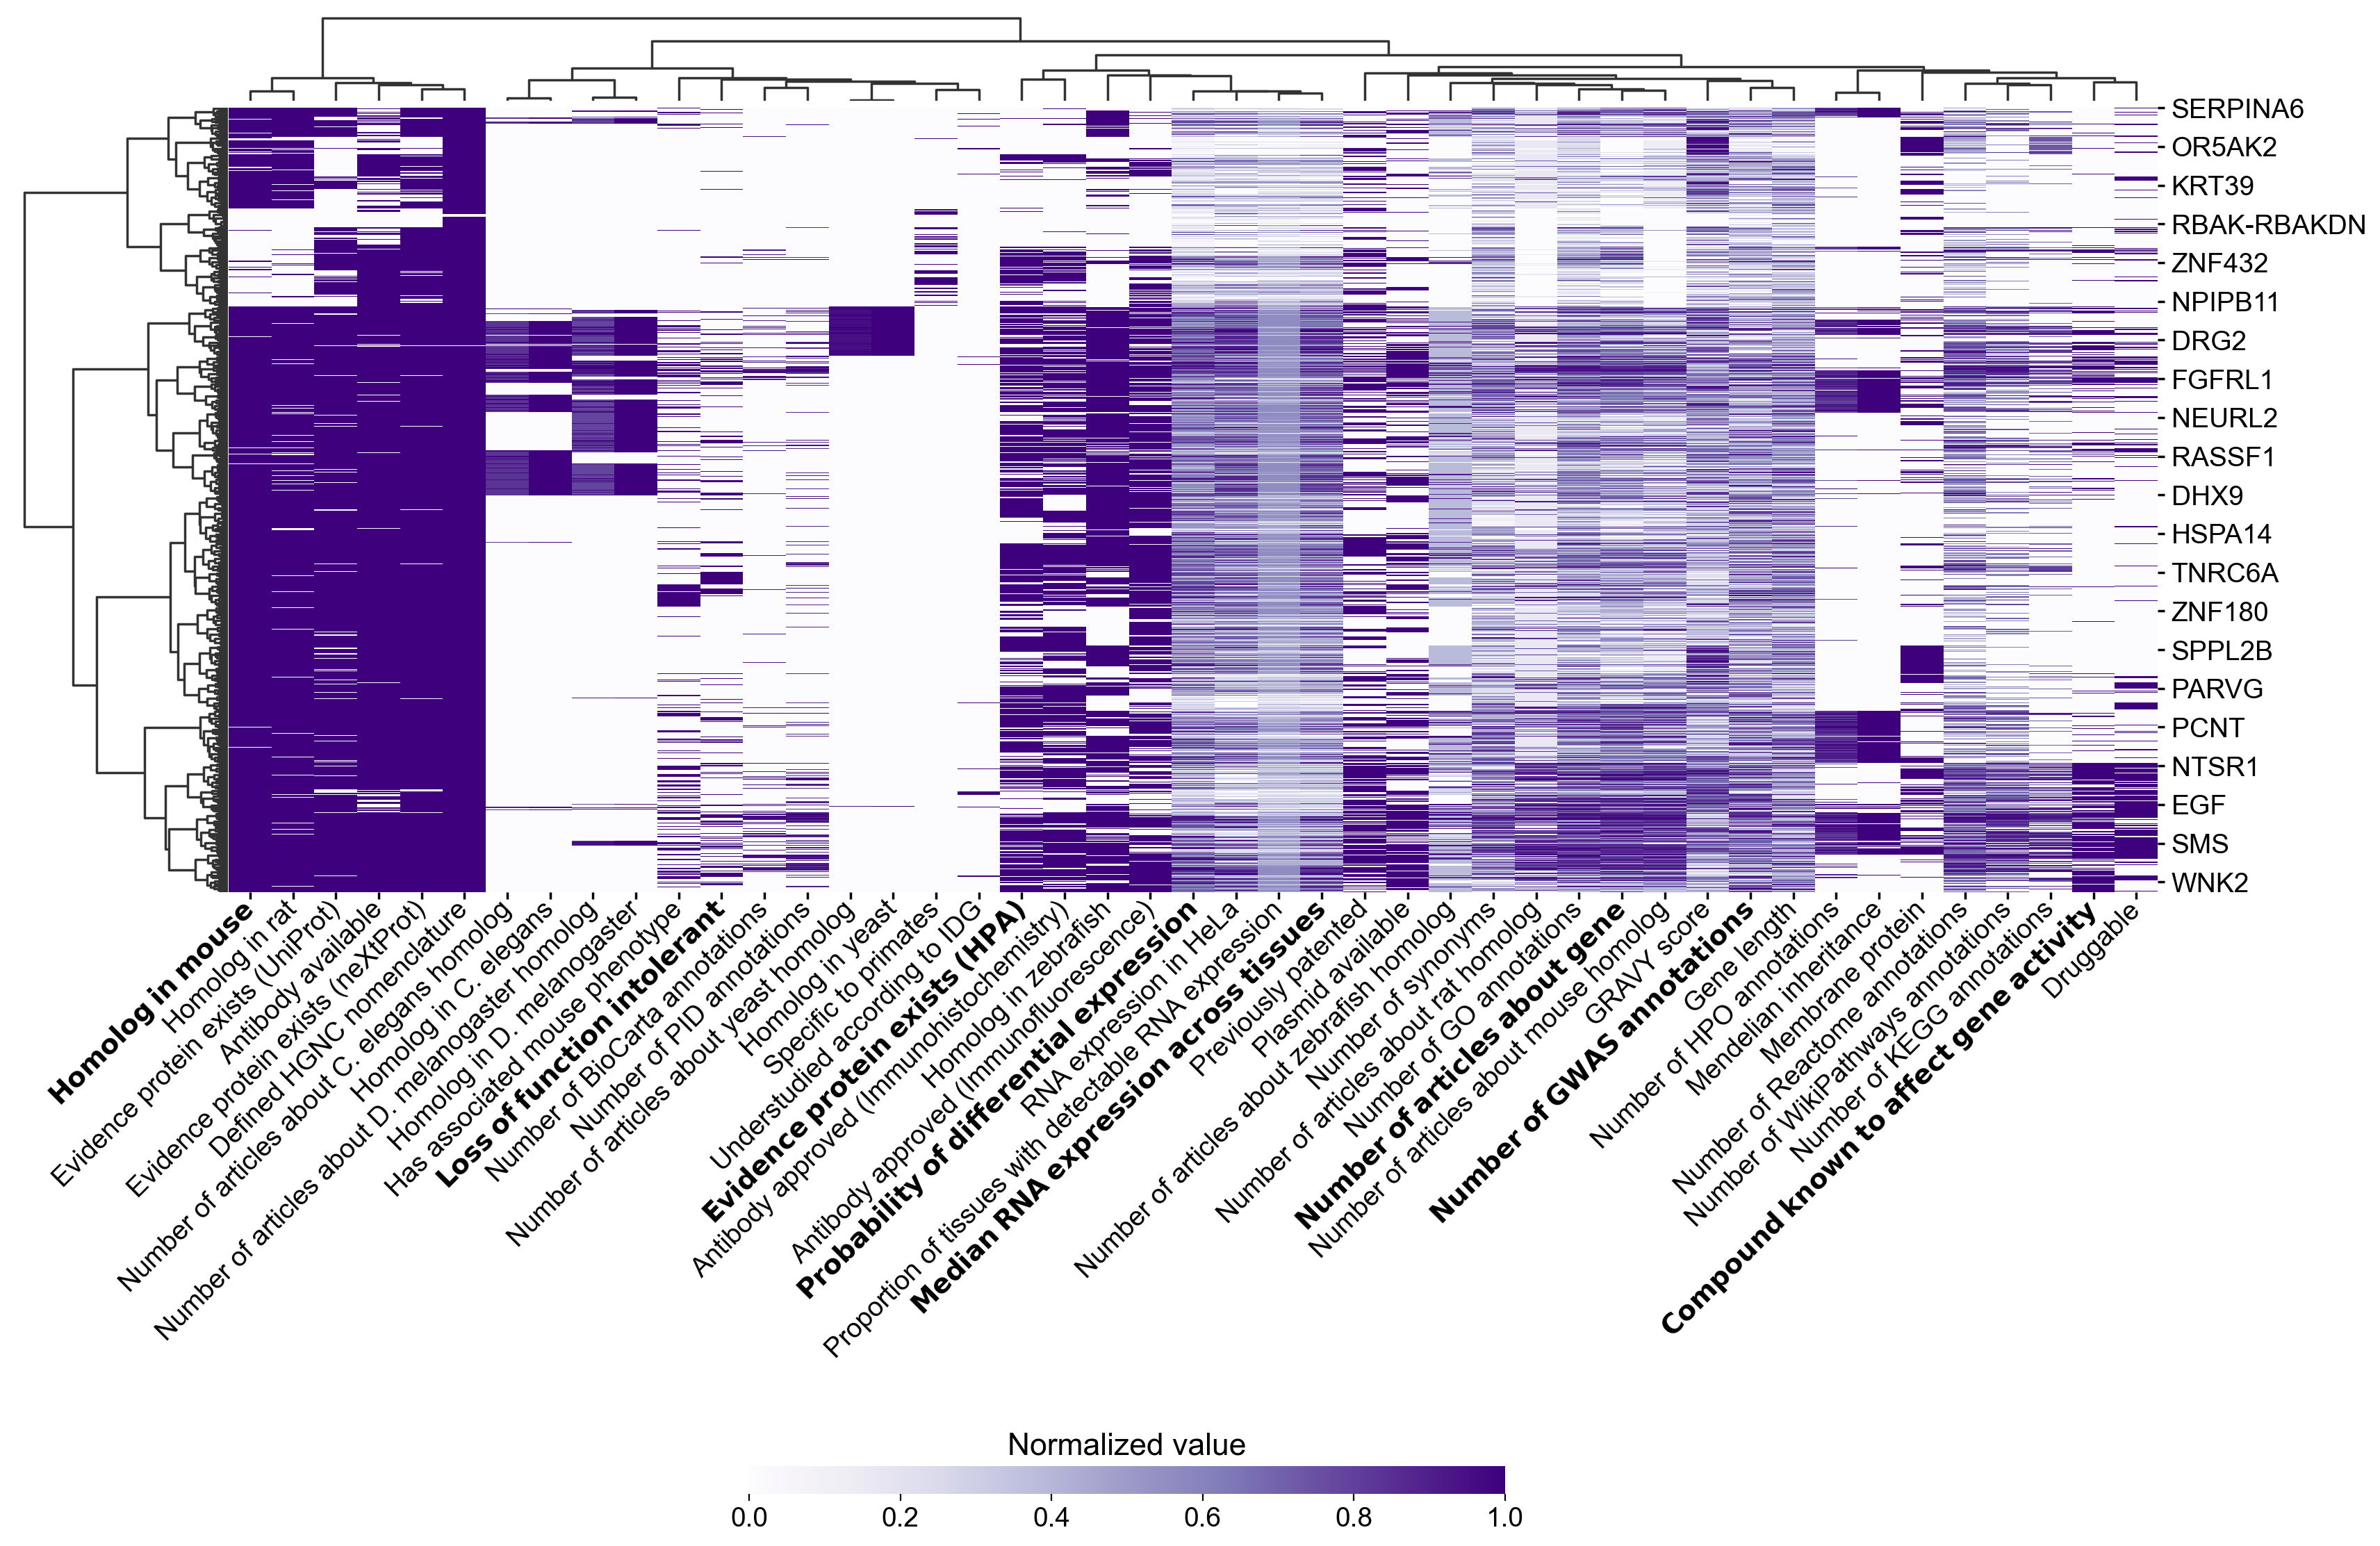 SERPINA6
OR5AK2
KRT39
RBAK-RBAKDN
ZNF432
NPIPB11
DRG2
FGFRL1
NEURL2
RASSF1
DHX9
HSPA14
TNRC6A
ZNF180
SPPL2B
PARVG
PCNT
NTSR1
EGF
SMS
WNK2
Homolog in mouse
Homolog in rat
Evidence protein exists (UniProt)
Antibody available
Evidence protein exists (neXtProt)
Defined HGNC nomenclature
Number of articles about C. elegans homolog
Homolog in C. elegans
Number of articles about D. melanogaster homolog
Homolog in D. melanogaster
Has associated mouse phenotype
Loss of function intolerant
Number of BioCarta annotations
Number of PID annotations
Number of articles about yeast homolog
Homolog in yeast
Specific to primates
Understudied according to IDG
Evidence protein exists (HPA)
Antibody approved (Immunohistochemistry)
Homolog in zebrafish
Antibody approved (Immunofluorescence)
Probability of differential expression
RNA expression in HeLa
Proportion of tissues with detectable RNA expression
Median RNA expression across tissues
Previously patented
Plasmid available
Number of articles about zebrafish homolog
Number of synonyms
Number of articles about rat homolog
Number of GO annotations
Number of articles about gene
Number of articles about mouse homolog
GRAVY score
Number of GWAS annotations
Gene length
Number of HPO annotations
Mendelian inheritance
Membrane protein
Number of Reactome annotations
Number of WikiPathways annotations
Number of KEGG annotations
Compound known to affect gene activity
Druggable
Normalized value
0.0 0.2 0.4 0.6 0.8 1.0